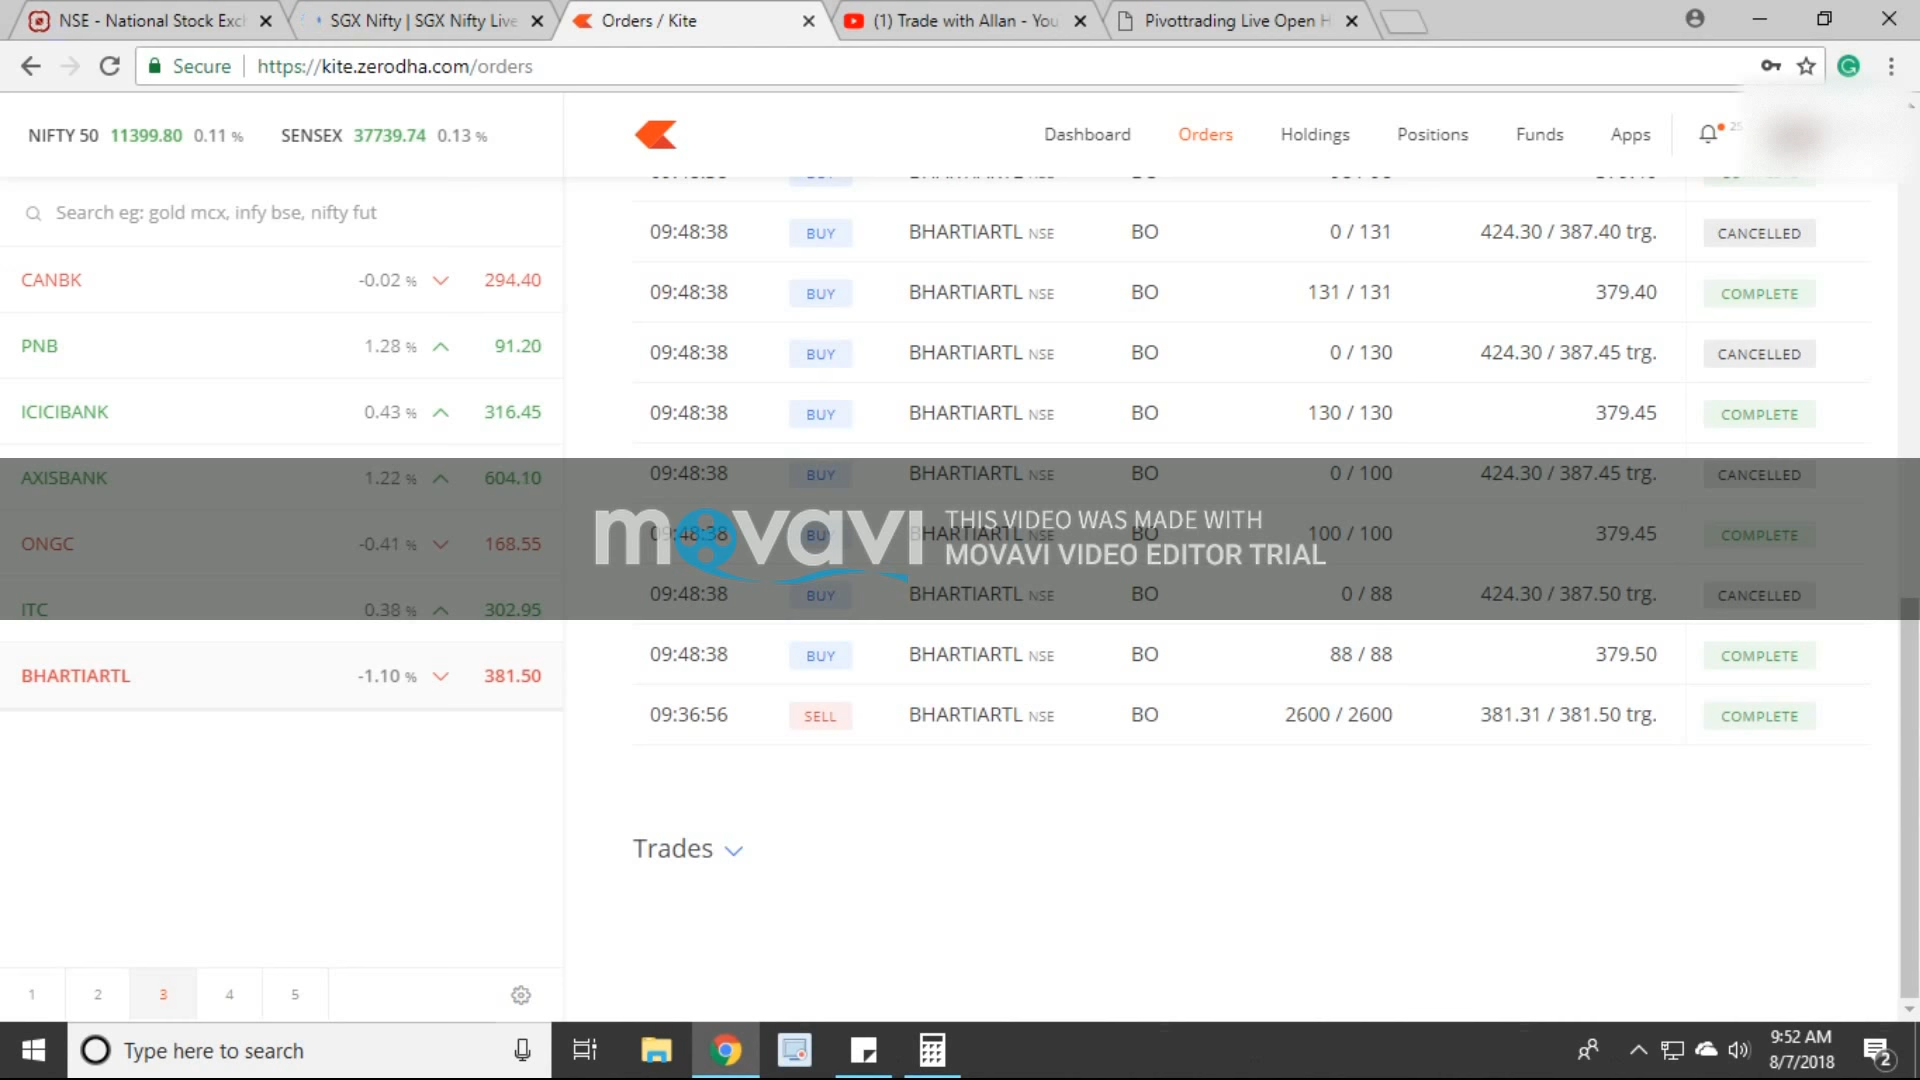 NSE - National Stock Exc
SGX Nifty | SGX Nifty Live
Orders / Kite
(1) Trade with Allan - You
Pivottrading Live Open H
Secure https://kite.zerodha.com/orders
NIFTY 50 11399.80 0.11 % SENSEX 37739.74 0.13 %
Dashboard Orders Holdings Positions Funds Apps 25
Search eg: gold mcx, infy bse, nifty fut
CANBK -0.02 % 294.40
PNB 1.28 % 91.20
ICICIBANK 0.43 % 316.45
AXISBANK 1.22 % 604.10
ONGC -0.41 % 168.55
ITC 0.38 % 302.95
BHARTIARTL -1.10 % 381.50
09:48:38 BUY BHARTIARTL NSE BO 0 / 131 424.30 / 387.40 trg. CANCELLED
09:48:38 BUY BHARTIARTL NSE BO 131 / 131 379.40 COMPLETE
09:48:38 BUY BHARTIARTL NSE BO 0 / 130 424.30 / 387.45 trg. CANCELLED
09:48:38 BUY BHARTIARTL NSE BO 130 / 130 379.45 COMPLETE
09:48:38 BUY BHARTIARTL NSE BO 0 / 100 424.30 / 387.45 trg. CANCELLED
09:48:38 BUY BHARTIARTL NSE BO 100 / 100 379.45 COMPLETE
movavi THIS VIDEO WAS MADE WITH
MOVAVI VIDEO EDITOR TRIAL
09:48:38 BUY BHARTIARTL NSE BO 0 / 88 424.30 / 387.50 trg. CANCELLED
09:48:38 BUY BHARTIARTL NSE BO 88 / 88 379.50 COMPLETE
09:36:56 SELL BHARTIARTL NSE BO 2600 / 2600 381.31 / 381.50 trg. COMPLETE
Trades
1 2 3 4 5
Type here to search
9:52 AM
8/7/2018
2